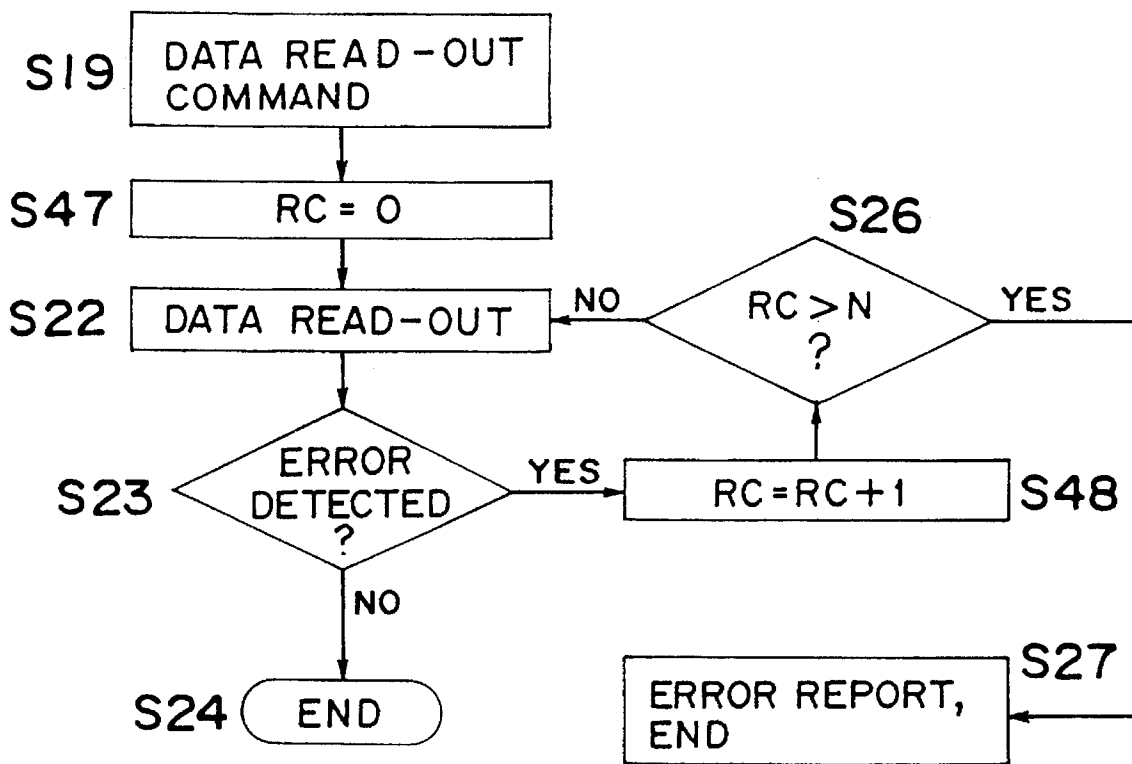 S19
DATA READ-OUT
COMMAND
S47
RC = 0
S26
S22
DATA READ-OUT
NO
RC > N
?
YES
S23
ERROR
DETECTED
?
YES
RC = RC + 1
S48
NO
S24
END
S27
ERROR REPORT,
END